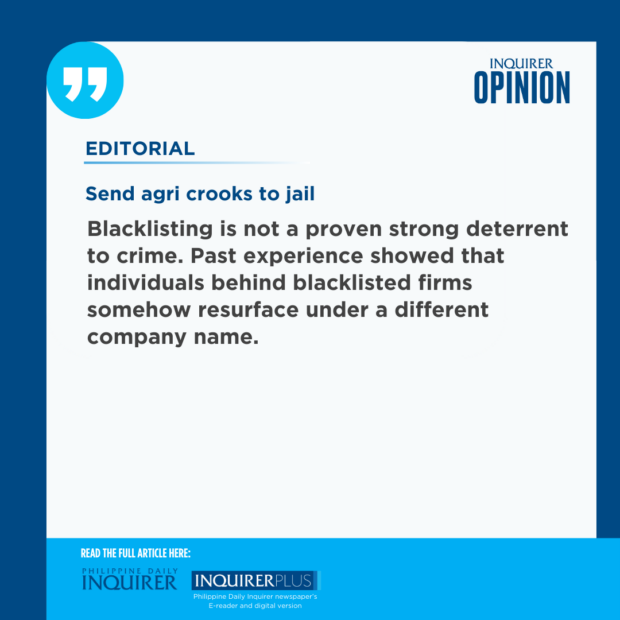 INQUIRER
OPINION
EDITORIAL
Send agri crooks to jail
Blacklisting is not a proven strong deterrent
to crime. Past experience showed that
individuals behind blacklisted firms
somehow resurface under a different
company name.
READ THE FULL ARTICLE HERE:
PHILIPPINE DAILY
INQUIRER
INQUIRERPLUS
Philippine Daily Inquirer newspaper's
E-reader and digital version